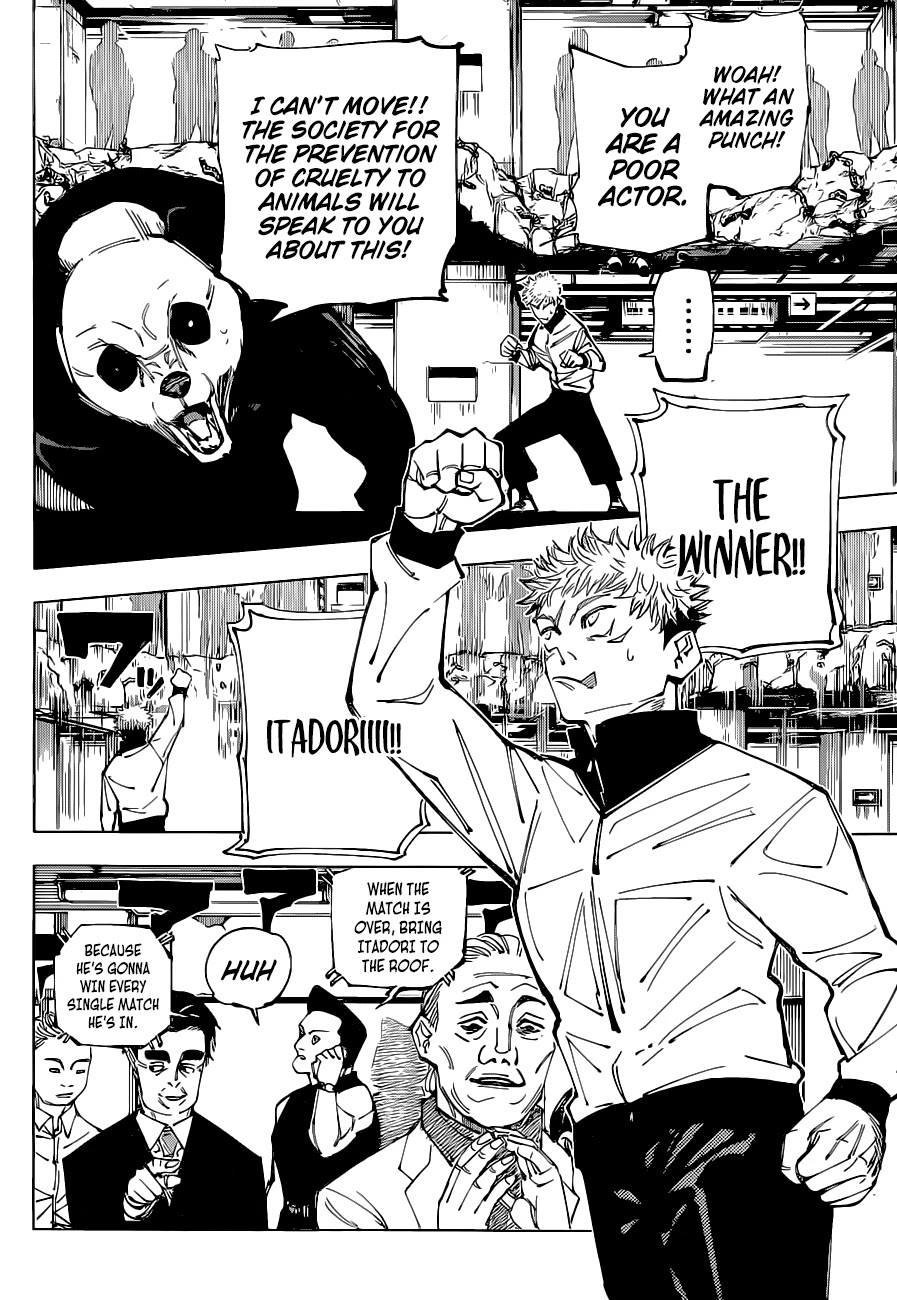 WOAH!
WHAT AN
AMAZING
PUNCH!
YOU
ARE A
POOR
ACTOR.
I CAN'T MOVE!!
THE SOCIETY FOR
THE PREVENTION
OF CRUELTY TO
ANIMALS WILL
SPEAK TO YOU
ABOUT THIS!
......
THE
WINNER!!
ITADORIIII!!
ワ
WHEN THE
MATCH IS
OVER, BRING
ITADORI TO
THE ROOF.
HUH
BECAUSE
HE'S GONNA
WIN EVERY
SINGLE MATCH
HE'S IN.